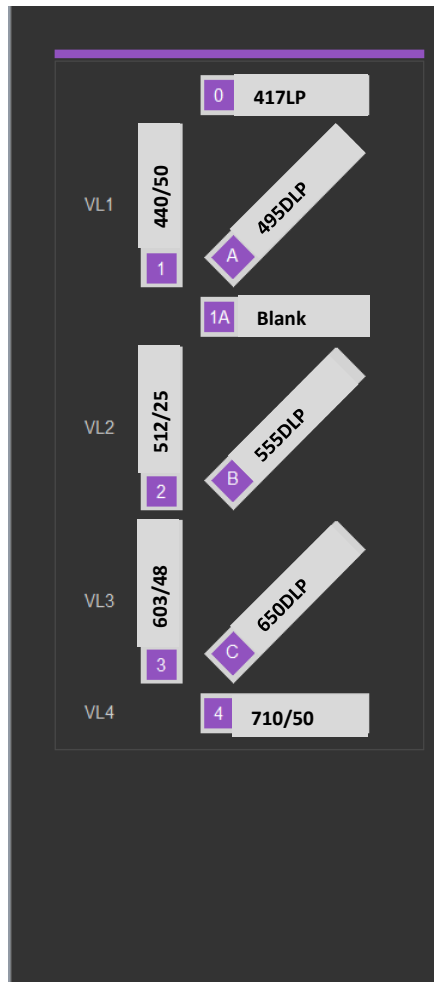 0 417LP
VL1 440/50 1 495DLP A
1A Blank
VL2 512/25 2 555DLP B
VL3 603/48 3 650DLP C
VL4 4 710/50